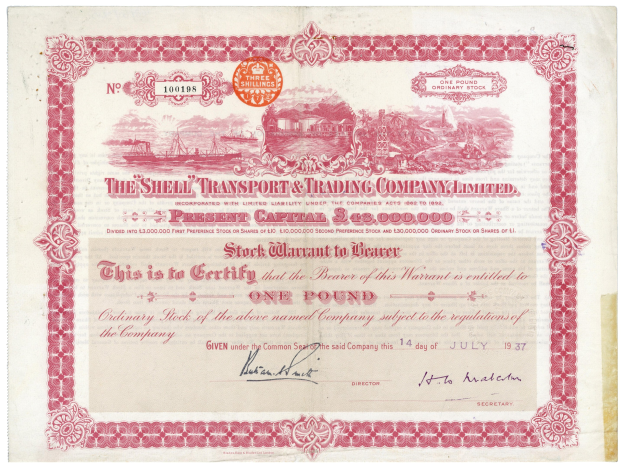 No 100198
THREE SHILLINGS
ONE POUND
ORDINARY STOCK
THE "SHELL" TRANSPORT & TRADING COMPANY, LIMITED.
INCORPORATED WITH LIMITED LIABILITY UNDER THE COMPANIES ACTS 1862 TO 1890.
PRESENT CAPITAL £43,000,000
DIVIDED INTO £3,000,000 FIRST PREFERENCE STOCK OR SHARES OF £10, £10,000,000 SECOND PREFERENCE STOCK AND £30,000,000 ORDINARY STOCK OR SHARES OF £1.
Stock Warrant to Bearer
This is to Certify that the Bearer of this Warrant is entitled to
ONE POUND
Ordinary Stock of the above named Company subject to the regulations of
the Company
GIVEN under the Common Seal of the said Company this 14 day of JULY 1937
H. W. Malcolm
DIRECTOR
SECRETARY